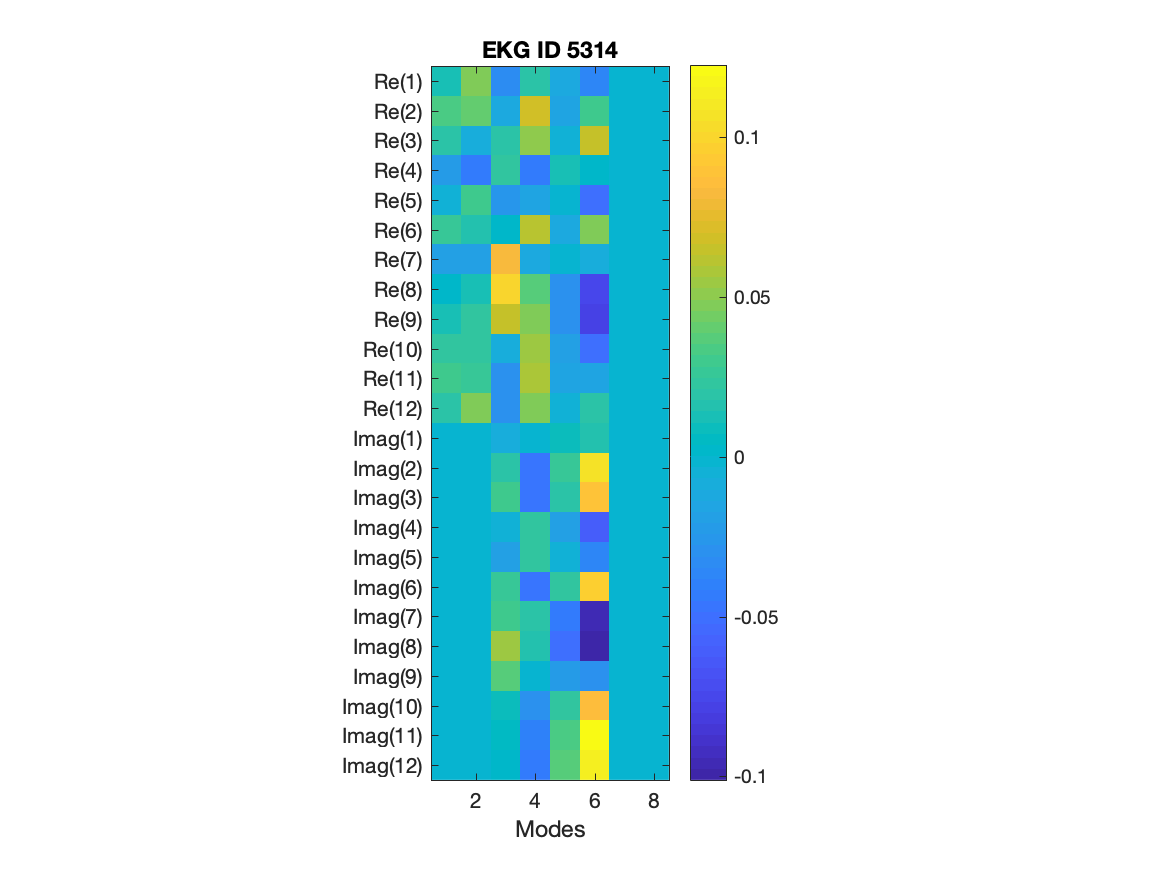 EKG ID 5314
Re(1)
Re(2)
Re(3)
Re(4)
Re(5)
Re(6)
Re(7)
Re(8)
Re(9)
Re(10)
Re(11)
Re(12)
Imag(1)
Imag(2)
Imag(3)
Imag(4)
Imag(5)
Imag(6)
Imag(7)
Imag(8)
Imag(9)
Imag(10)
Imag(11)
Imag(12)
2 4 6 8
Modes
0.1
0.05
0
-0.05
-0.1